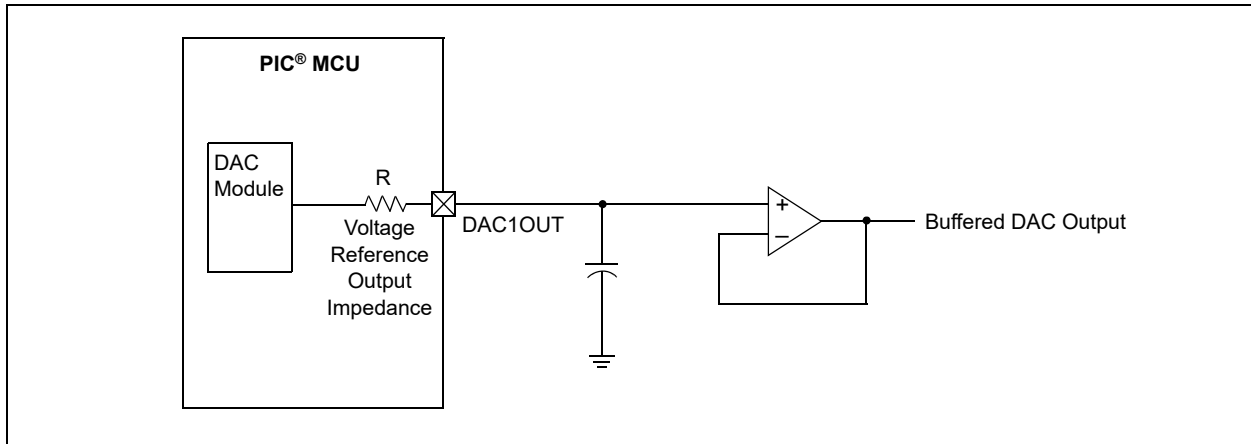 PIC® MCU
DAC
Module
R
Voltage
Reference
Output
Impedance
DAC1OUT
+
–
Buffered DAC Output